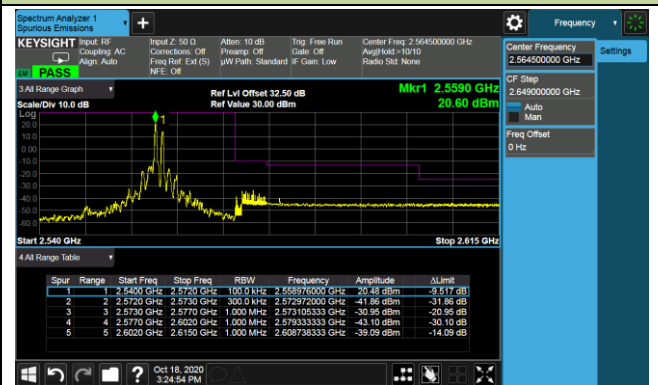 Spectrum Analyzer 1
Spurious Emissions
Frequency
KEYSIGHT
Input: RF
Coupling: AC
Align: Auto
Input Z: 50 Ω
Corrections: Off
Freq Ref: Ext (S)
NFE: Off
Atten: 10 dB
Preamp: Off
µW Path: Standard
Trig: Free Run
Gate: Off
IF Gain: Low
Center Freq: 2.564500000 GHz
Avg|Hold:>10/10
Radio Std: None
PASS
Center Frequency
2.564500000 GHz
Settings
CF Step
2.649000000 GHz
Auto
Man
Freq Offset
0 Hz
3 All Range Graph
Scale/Div 10.0 dB
Ref Lvl Offset 32.50 dB
Ref Value 30.00 dBm
Mkr1 2.5590 GHz
20.60 dBm
Log
20.0
10.0
0.00
-10.0
-20.0
-30.0
-40.0
-50.0
-60.0
1
Start 2.540 GHz
Stop 2.615 GHz
4 All Range Table
Spur Range Start Freq Stop Freq RBW Frequency Amplitude ΔLimit
1 1 2.5400 GHz 2.5720 GHz 100.0 kHz 2.558976000 GHz 20.48 dBm -9.517 dB
2 2 2.5720 GHz 2.5730 GHz 300.0 kHz 2.572972000 GHz -41.86 dBm -31.86 dB
3 3 2.5730 GHz 2.5770 GHz 1.000 MHz 2.573105333 GHz -30.95 dBm -20.95 dB
4 4 2.5770 GHz 2.6020 GHz 1.000 MHz 2.579333333 GHz -43.10 dBm -30.10 dB
5 5 2.6020 GHz 2.6150 GHz 1.000 MHz 2.608738333 GHz -39.09 dBm -14.09 dB
Oct 18, 2020
3:24:54 PM